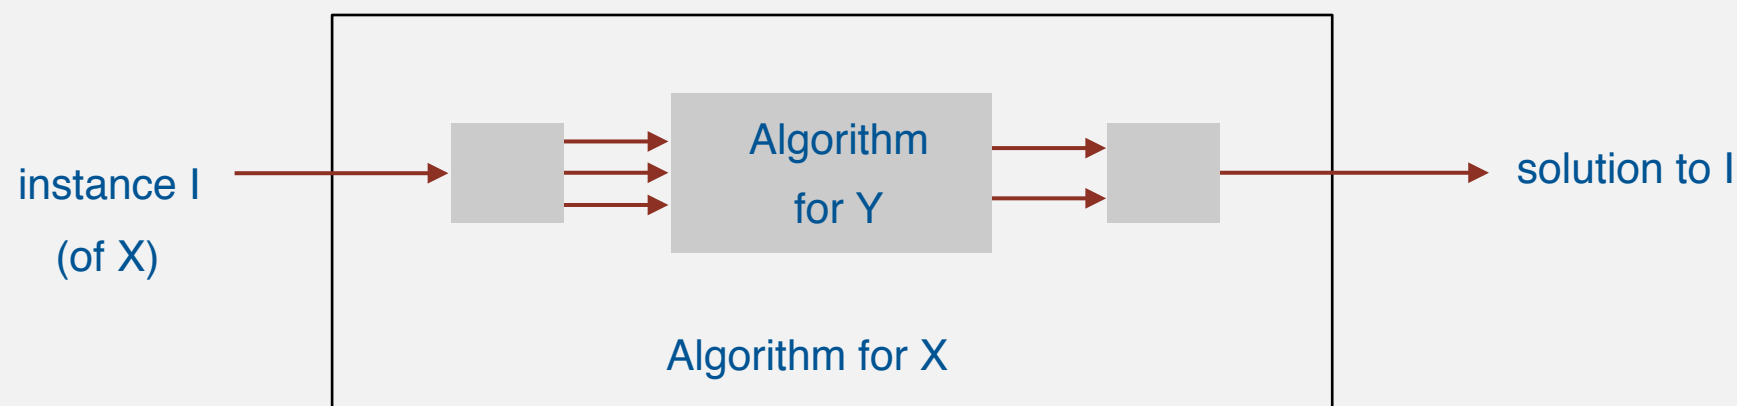 instance I
(of X)
Algorithm
for Y
Algorithm for X
solution to I